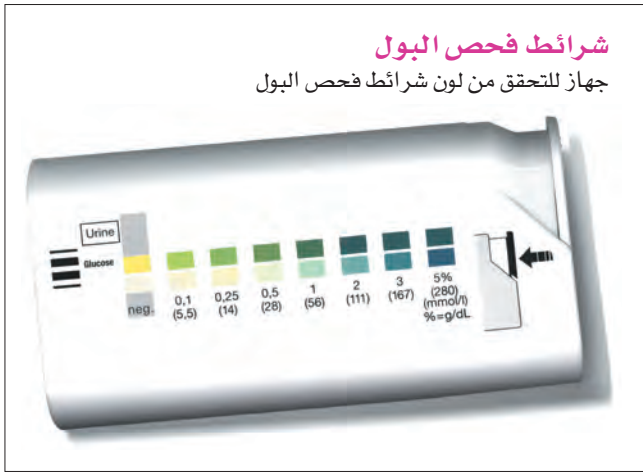 شرائط فحص البول
جهاز للتحقق من لون شرائط فحص البول
Urine
Glucose
neg.
0,1 0,25 0,5 1 2 3 5%
(5,5) (14) (28) (56) (111) (167) (280)
(mmol/l)
%=g/dL